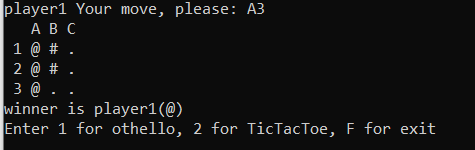 player1 Your move, please: A3
A B C
1 @ # .
2 @ # .
3 @ . .
winner is player1(@)
Enter 1 for othello, 2 for TicTacToe, F for exit